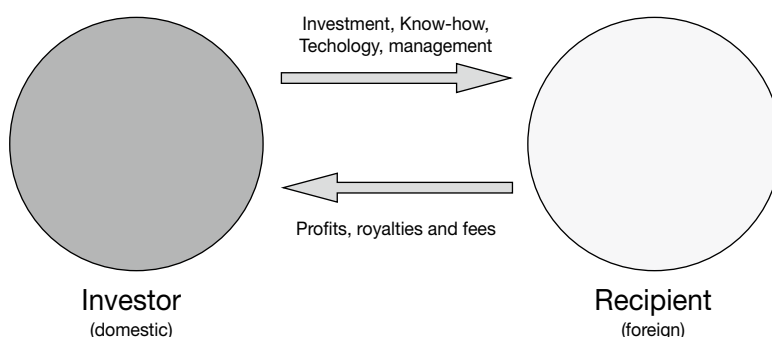 Investment, Know-how,
Techology, management
Profits, royalties and fees
Investor
(domestic)
Recipient
(foreign)